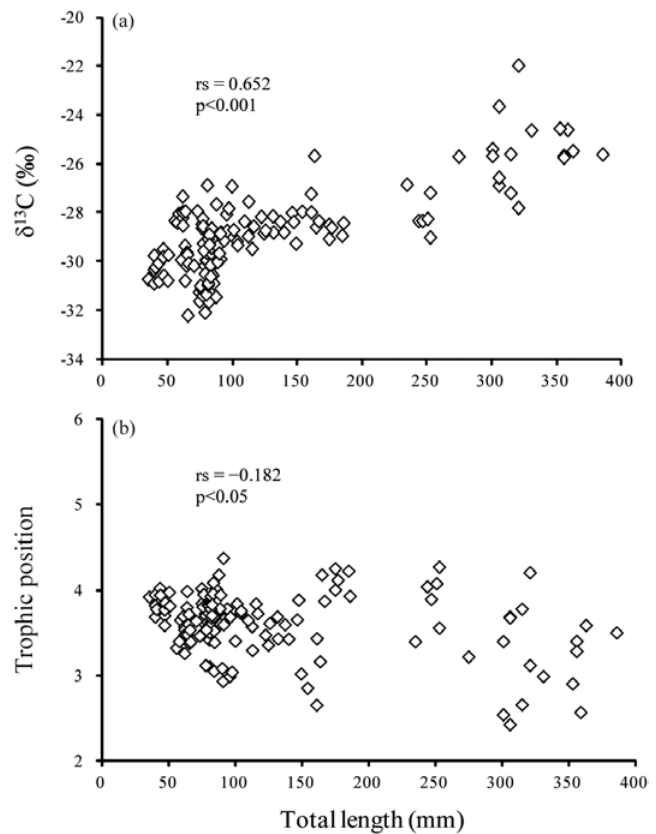 (a)
-20
-22
-24
-26
-28
-30
-32
-34
δ¹³C (‰)
rs = 0.652
p<0.001
0 50 100 150 200 250 300 350 400
(b)
6
5
4
3
2
Trophic position
rs = −0.182
p<0.05
0 50 100 150 200 250 300 350 400
Total length (mm)